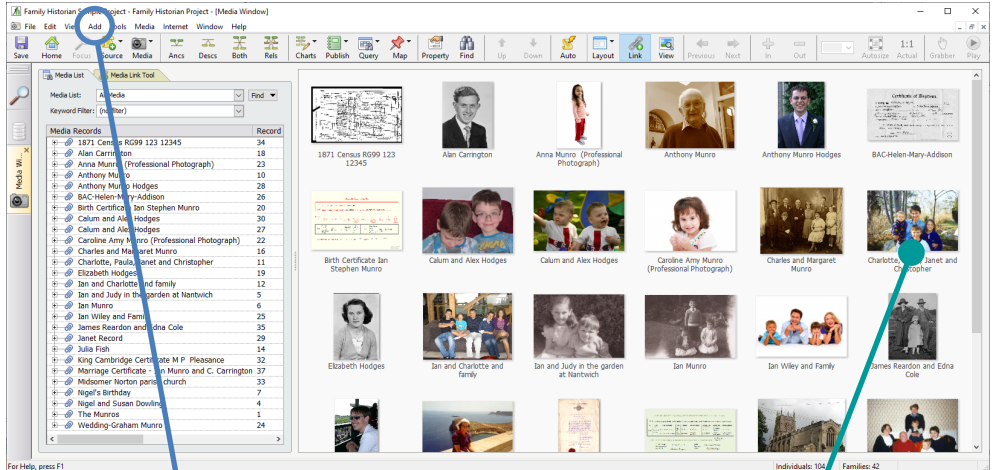 Family Historian Sample Project - Family Historian Project - [Media Window]
File Edit View Add Tools Media Internet Window Help
Save Home Focus Source Media Ancs Descs Both Rels Charts Publish Query Map Property Find Up Down Auto Layout Link View Previous Next In Out Autosize Actual Grabber Play
1:1
Media List Media Link Tool
Media List: All Media Find
Keyword Filter: (no filter)
Media Wi...
Media Records Record
1871 Census RG99 123 12345 34
Alan Carrington 18
Anna Munro (Professional Photograph) 23
Anthony Munro 10
Anthony Munro Hodges 28
BAC-Helen-Mary-Addison 26
Birth Certificate Ian Stephen Munro 20
Calum and Alex Hodges 30
Calum and Alex Hodges 27
Caroline Amy Munro (Professional Photograph) 22
Charles and Margaret Munro 16
Charlotte, Paula, Janet and Christopher 11
Elizabeth Hodges 19
Ian and Charlotte and family 12
Ian and Judy in the garden at Nantwich 5
Ian Munro 6
Ian Wiley and Family 25
James Reardon and Edna Cole 35
Janet Record 29
Julia Fish 14
King Cambridge Certificate M P Pleasance 32
Marriage Certificate - Ian Munro and C. Carrington 37
Midsomer Norton parish church 33
Nigel's Birthday 7
Nigel and Susan Dowling 4
The Munros 1
Wedding-Graham Munro 24
Certificate of Baptism
1871 Census RG99 123
12345
Alan Carrington
Anna Munro (Professional
Photograph)
Anthony Munro
Anthony Munro Hodges
BAC-Helen-Mary-Addison
Birth Certificate Ian
Stephen Munro
Calum and Alex Hodges
Calum and Alex Hodges
Caroline Amy Munro
(Professional Photograph)
Charles and Margaret
Munro
Charlotte, Paula, Janet and
Christopher
Elizabeth Hodges
Ian and Charlotte and
family
Ian and Judy in the garden
at Nantwich
Ian Munro
Ian Wiley and Family
James Reardon and Edna
Cole
For Help, press F1
Individuals: 104 Families: 42